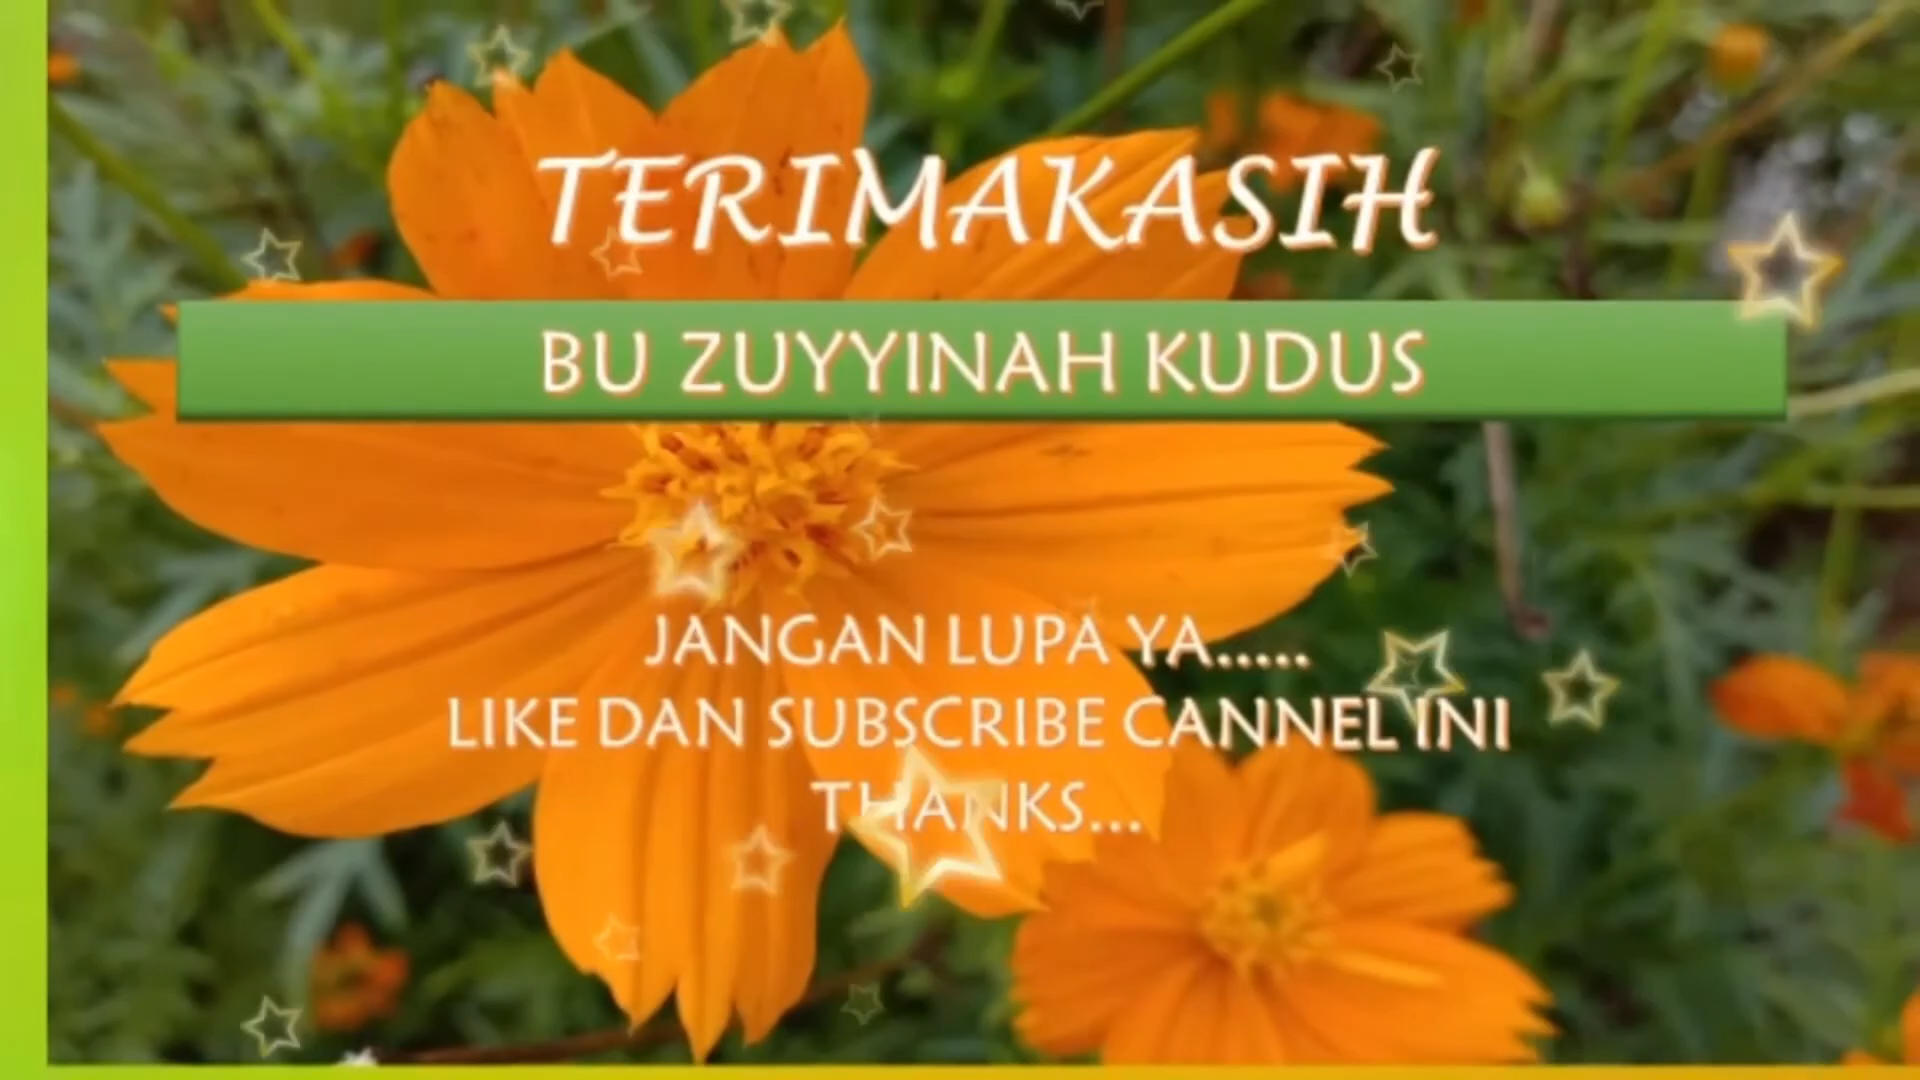 TERIMAKASIH
BU ZUYYINAH KUDUS
JANGAN LUPA YA.....
LIKE DAN SUBSCRIBE CANNEL INI
THANKS...